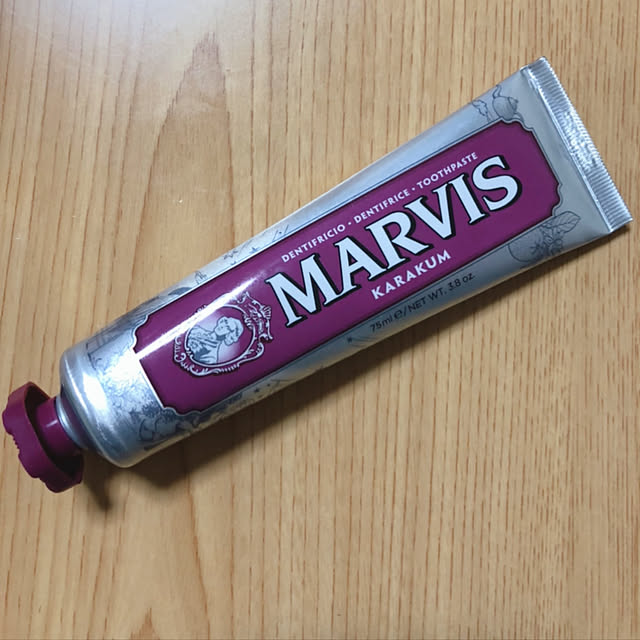 DENTIFRICIO · DENTIFRICE · TOOTHPASTE
MARVIS
KARAKUM
75ml ℮/NET WT. 3.8 oz.